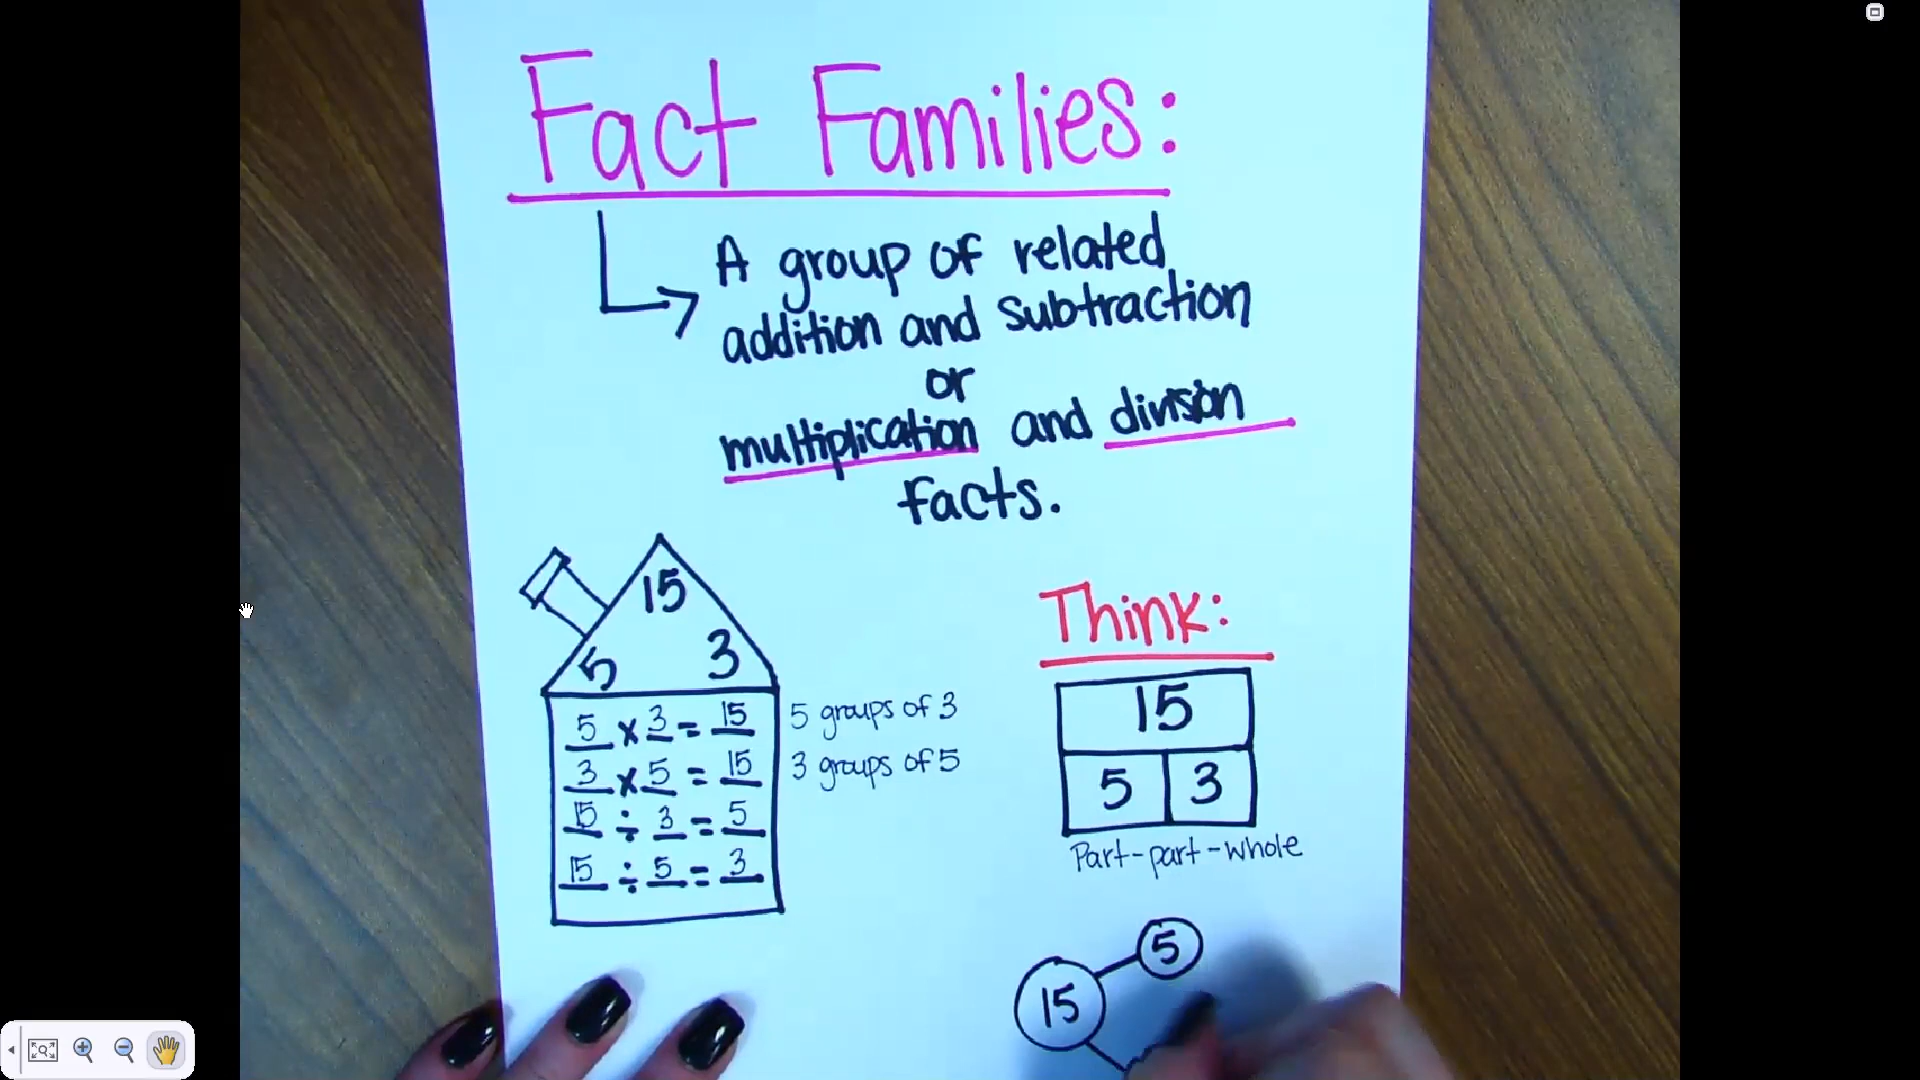 Fact Families:
A group of related
addition and subtraction
or
multiplication and division
facts.
15
5 3
5 x 3 = 15 5 groups of 3
3 x 5 = 15 3 groups of 5
15 ÷ 3 = 5
15 ÷ 5 = 3
Think:
15
5 3
Part-part-whole
5
15